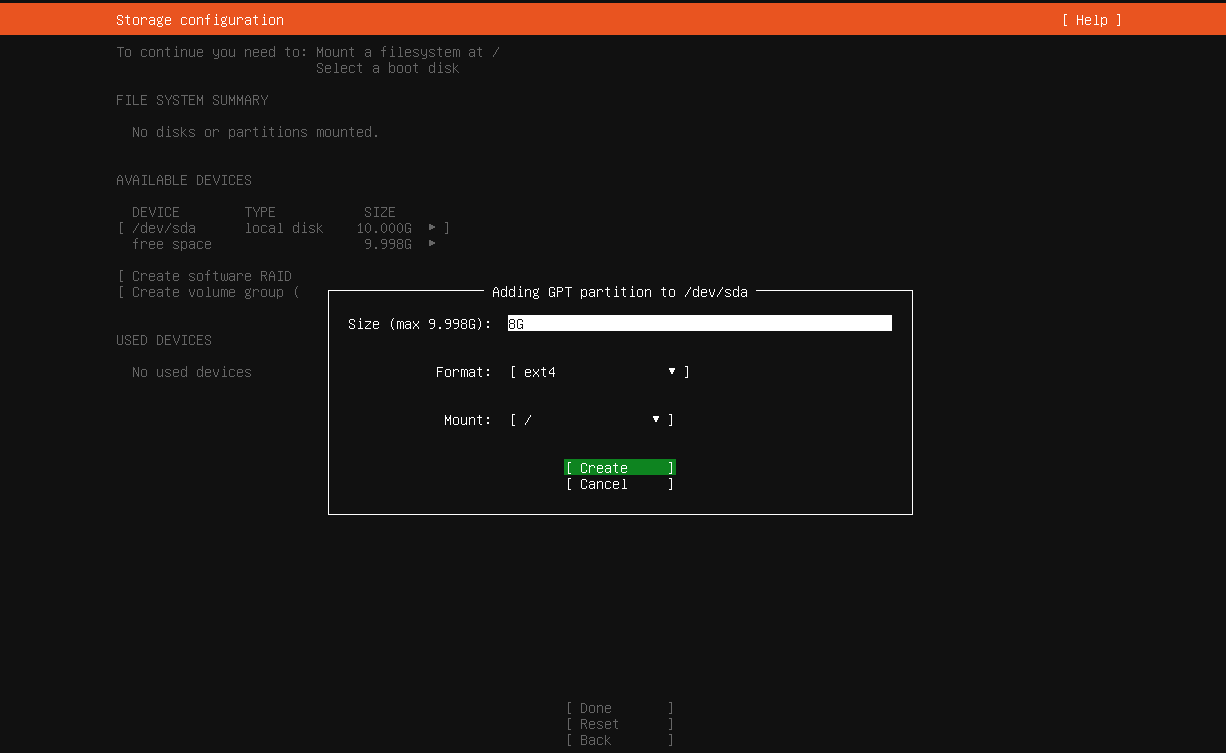 Storage configuration [ Help ]
To continue you need to: Mount a filesystem at /
Select a boot disk
FILE SYSTEM SUMMARY
No disks or partitions mounted.
AVAILABLE DEVICES
DEVICE TYPE SIZE
[ /dev/sda local disk 10.000G ▸ ]
free space 9.998G ▸
[ Create software RAID
[ Create volume group (
USED DEVICES
No used devices
Adding GPT partition to /dev/sda
Size (max 9.998G): 8G
Format: [ ext4 ▾ ]
Mount: [ / ▾ ]
[ Create ]
[ Cancel ]
[ Done ]
[ Reset ]
[ Back ]